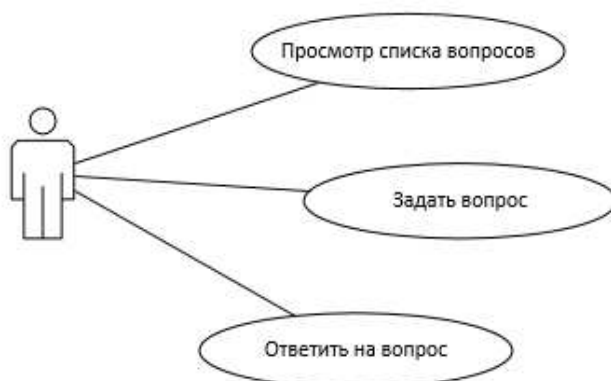 Просмотр списка вопросов
Задать вопрос
Ответить на вопрос